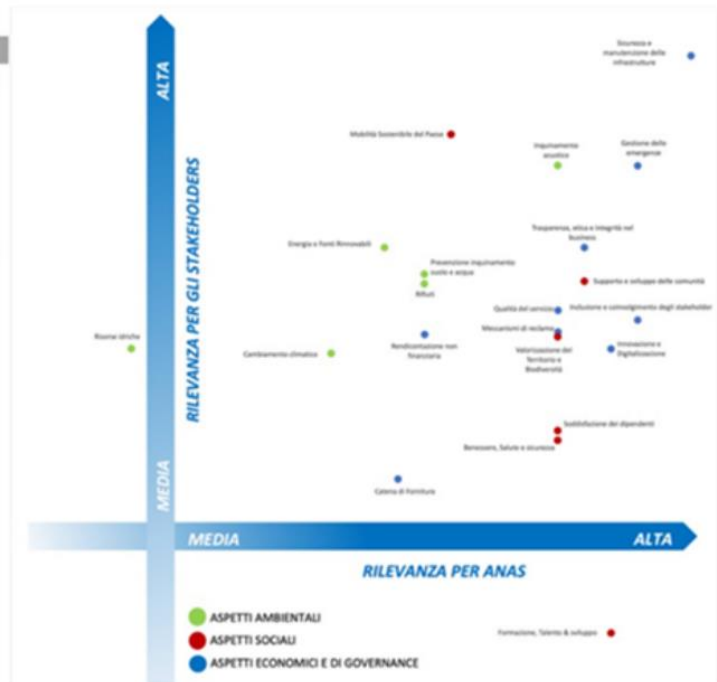 Sicurezza e
manutenzione delle
infrastrutture
ALTA
Mobilità Sostenibile del Paese
Inquinamento
acustico
Gestione delle
emergenze
RILEVANZA PER GLI STAKEHOLDERS
Trasparenza, etica e integrità nel
business
Energia e Fonti Rinnovabili
Prevenzione inquinamento
suolo e acqua
Rifiuti
Supporto e sviluppo delle comunità
Qualità del servizio
Inclusione e coinvolgimento degli stakeholder
Meccanismi di reclamo
Risorse idriche
Cambiamento climatico
Rendicontazione non
finanziaria
Valorizzazione del
Territorio e
Biodiversità
Innovazione e
Digitalizzazione
Soddisfazione dei dipendenti
Benessere, Salute e sicurezza
MEDIA
Catena di Fornitura
MEDIA
ALTA
RILEVANZA PER ANAS
ASPETTI AMBIENTALI
ASPETTI SOCIALI
ASPETTI ECONOMICI E DI GOVERNANCE
Formazione, Talento & sviluppo